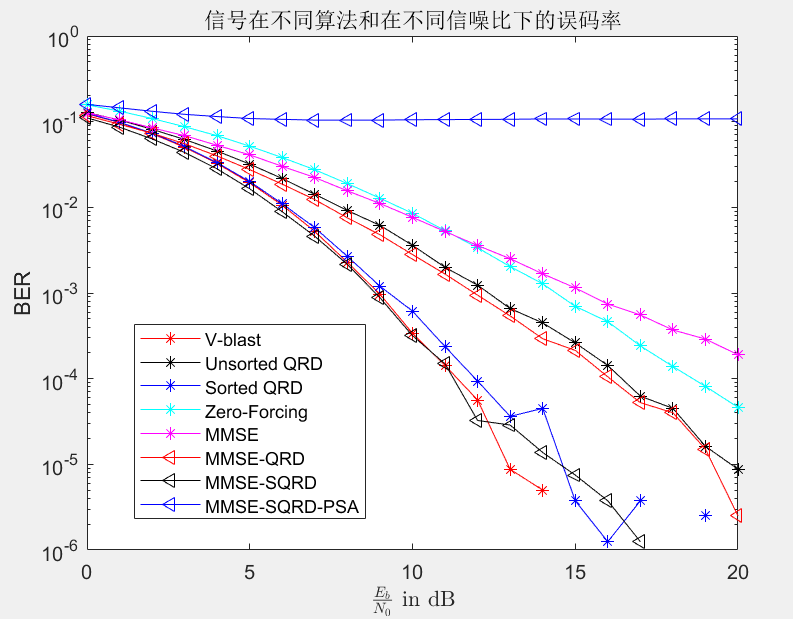 信号在不同算法和在不同信噪比下的误码率
10^0
10^-1
10^-2
10^-3
10^-4
10^-5
10^-6
BER
V-blast
Unsorted QRD
Sorted QRD
Zero-Forcing
MMSE
MMSE-QRD
MMSE-SQRD
MMSE-SQRD-PSA
0 5 10 15 20
E_b/N_0 in dB